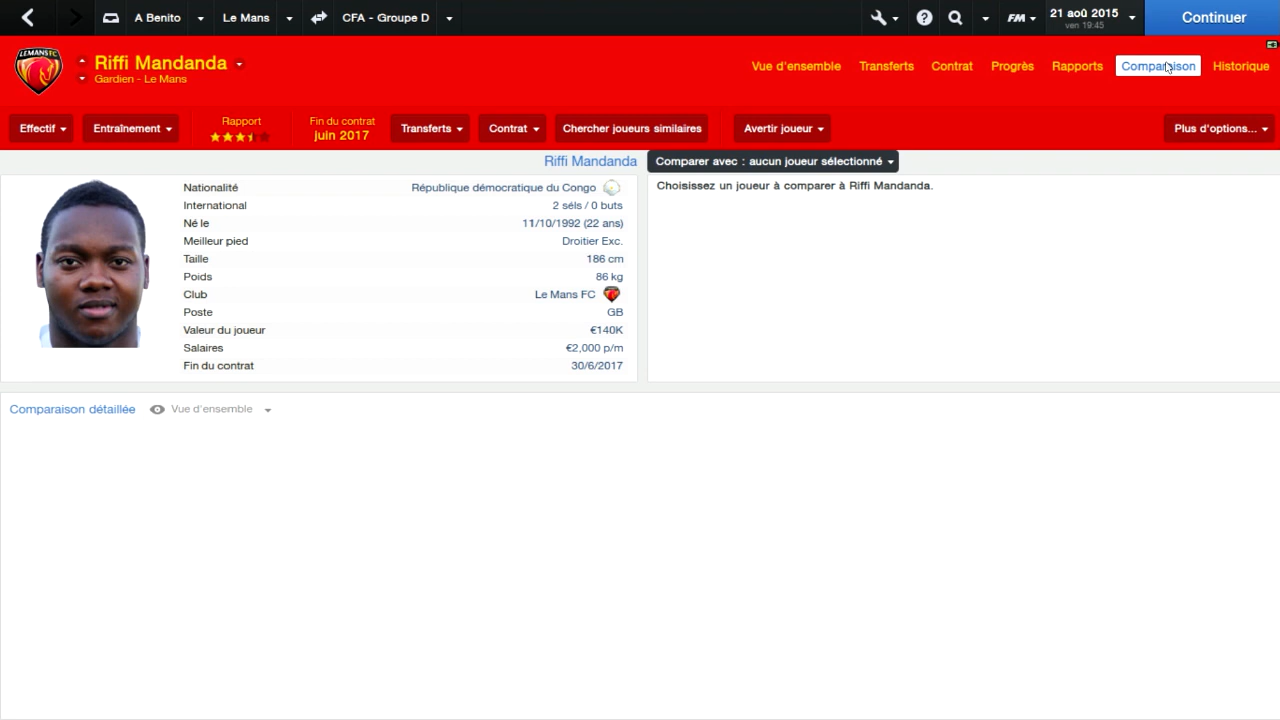 A Benito
Le Mans
CFA - Groupe D
FM
21 aoû 2015
ven 19:45
Continuer
LEMANS FC
Riffi Mandanda
Gardien - Le Mans
Vue d'ensemble
Transferts
Contrat
Progrès
Rapports
Comparaison
Historique
Effectif
Entraînement
Rapport
Fin du contrat
juin 2017
Transferts
Contrat
Chercher joueurs similaires
Avertir joueur
Plus d'options...
Riffi Mandanda
Comparer avec : aucun joueur sélectionné
Nationalité République démocratique du Congo
International 2 séls / 0 buts
Né le 11/10/1992 (22 ans)
Meilleur pied Droitier Exc.
Taille 186 cm
Poids 86 kg
Club Le Mans FC
Poste GB
Valeur du joueur €140K
Salaires €2,000 p/m
Fin du contrat 30/6/2017
Choisissez un joueur à comparer à Riffi Mandanda.
Comparaison détaillée
Vue d'ensemble